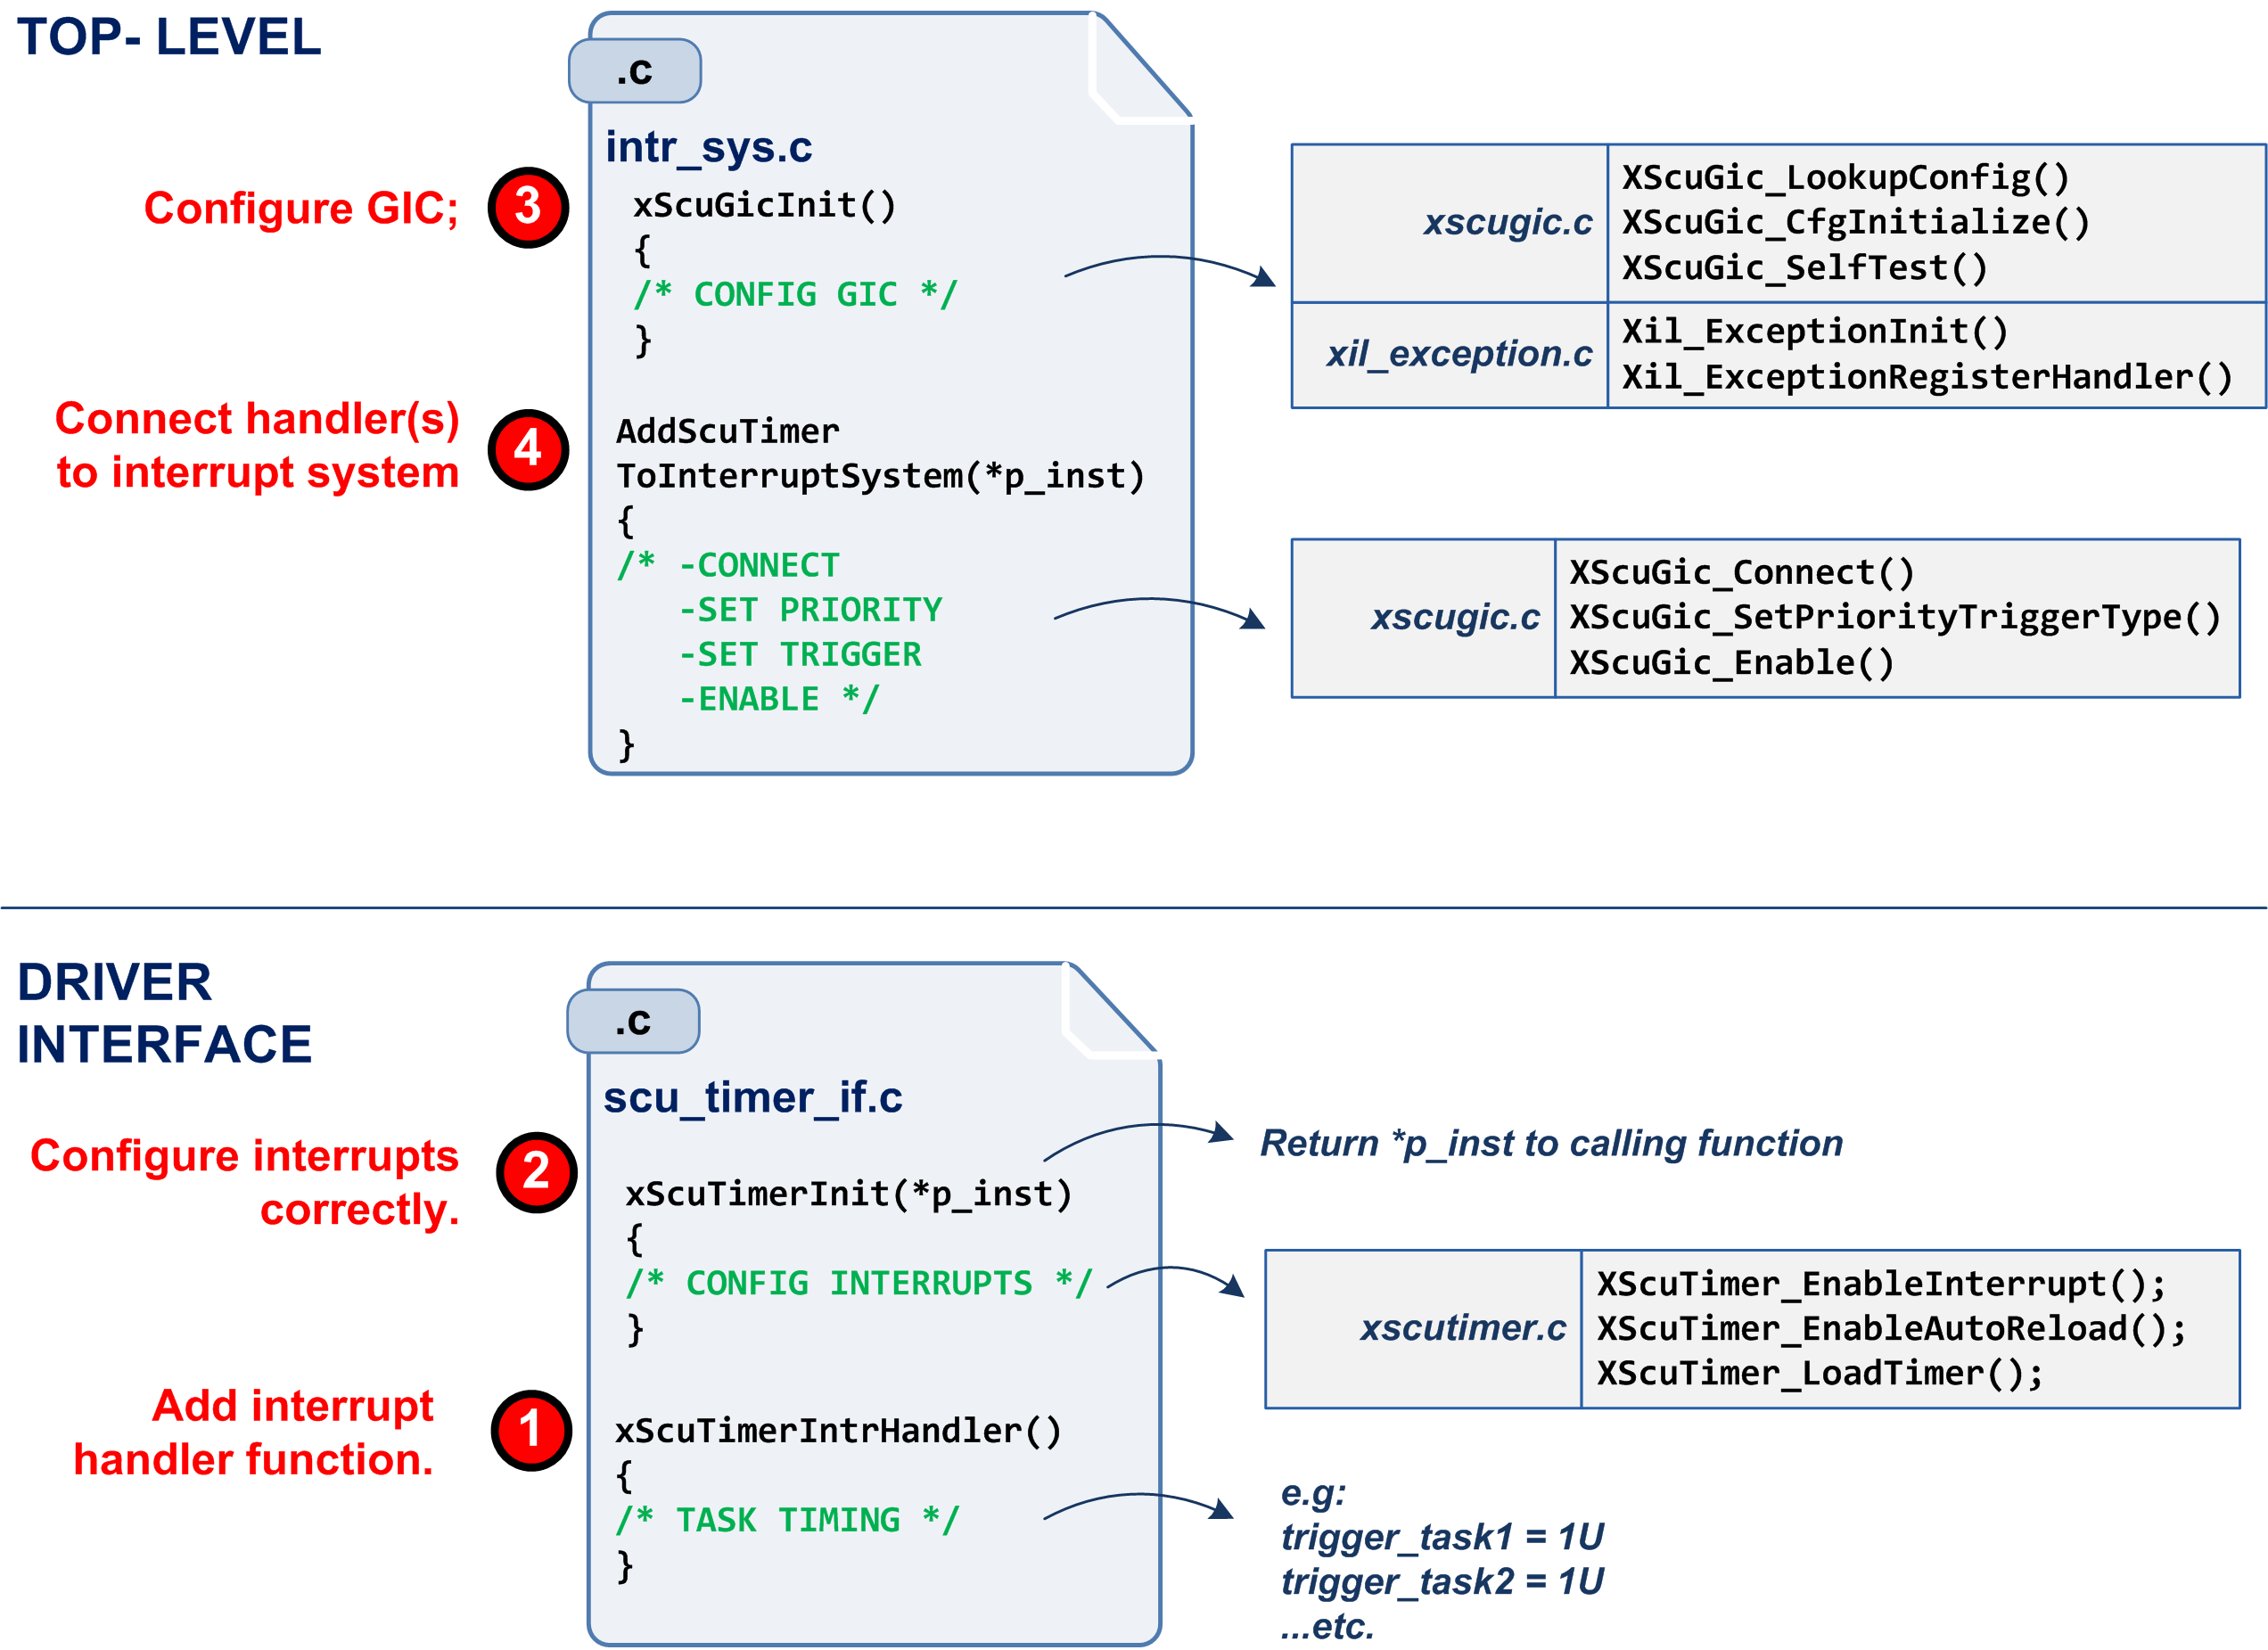 TOP- LEVEL
.c
intr_sys.c
Configure GIC;
3
xScuGicInit()
{
/* CONFIG GIC */
}
xscugic.c
XScuGic_LookupConfig()
XScuGic_CfgInitialize()
XScuGic_SelfTest()
xil_exception.c
Xil_ExceptionInit()
Xil_ExceptionRegisterHandler()
Connect handler(s)
to interrupt system
4
AddScuTimer
ToInterruptSystem(*p_inst)
{
/* -CONNECT
-SET PRIORITY
-SET TRIGGER
-ENABLE */
}
xscugic.c
XScuGic_Connect()
XScuGic_SetPriorityTriggerType()
XScuGic_Enable()
DRIVER
INTERFACE
.c
scu_timer_if.c
Configure interrupts
correctly.
2
xScuTimerInit(*p_inst)
{
/* CONFIG INTERRUPTS */
}
Return *p_inst to calling function
xscutimer.c
XScuTimer_EnableInterrupt();
XScuTimer_EnableAutoReload();
XScuTimer_LoadTimer();
Add interrupt
handler function.
1
xScuTimerIntrHandler()
{
/* TASK TIMING */
}
e.g:
trigger_task1 = 1U
trigger_task2 = 1U
...etc.